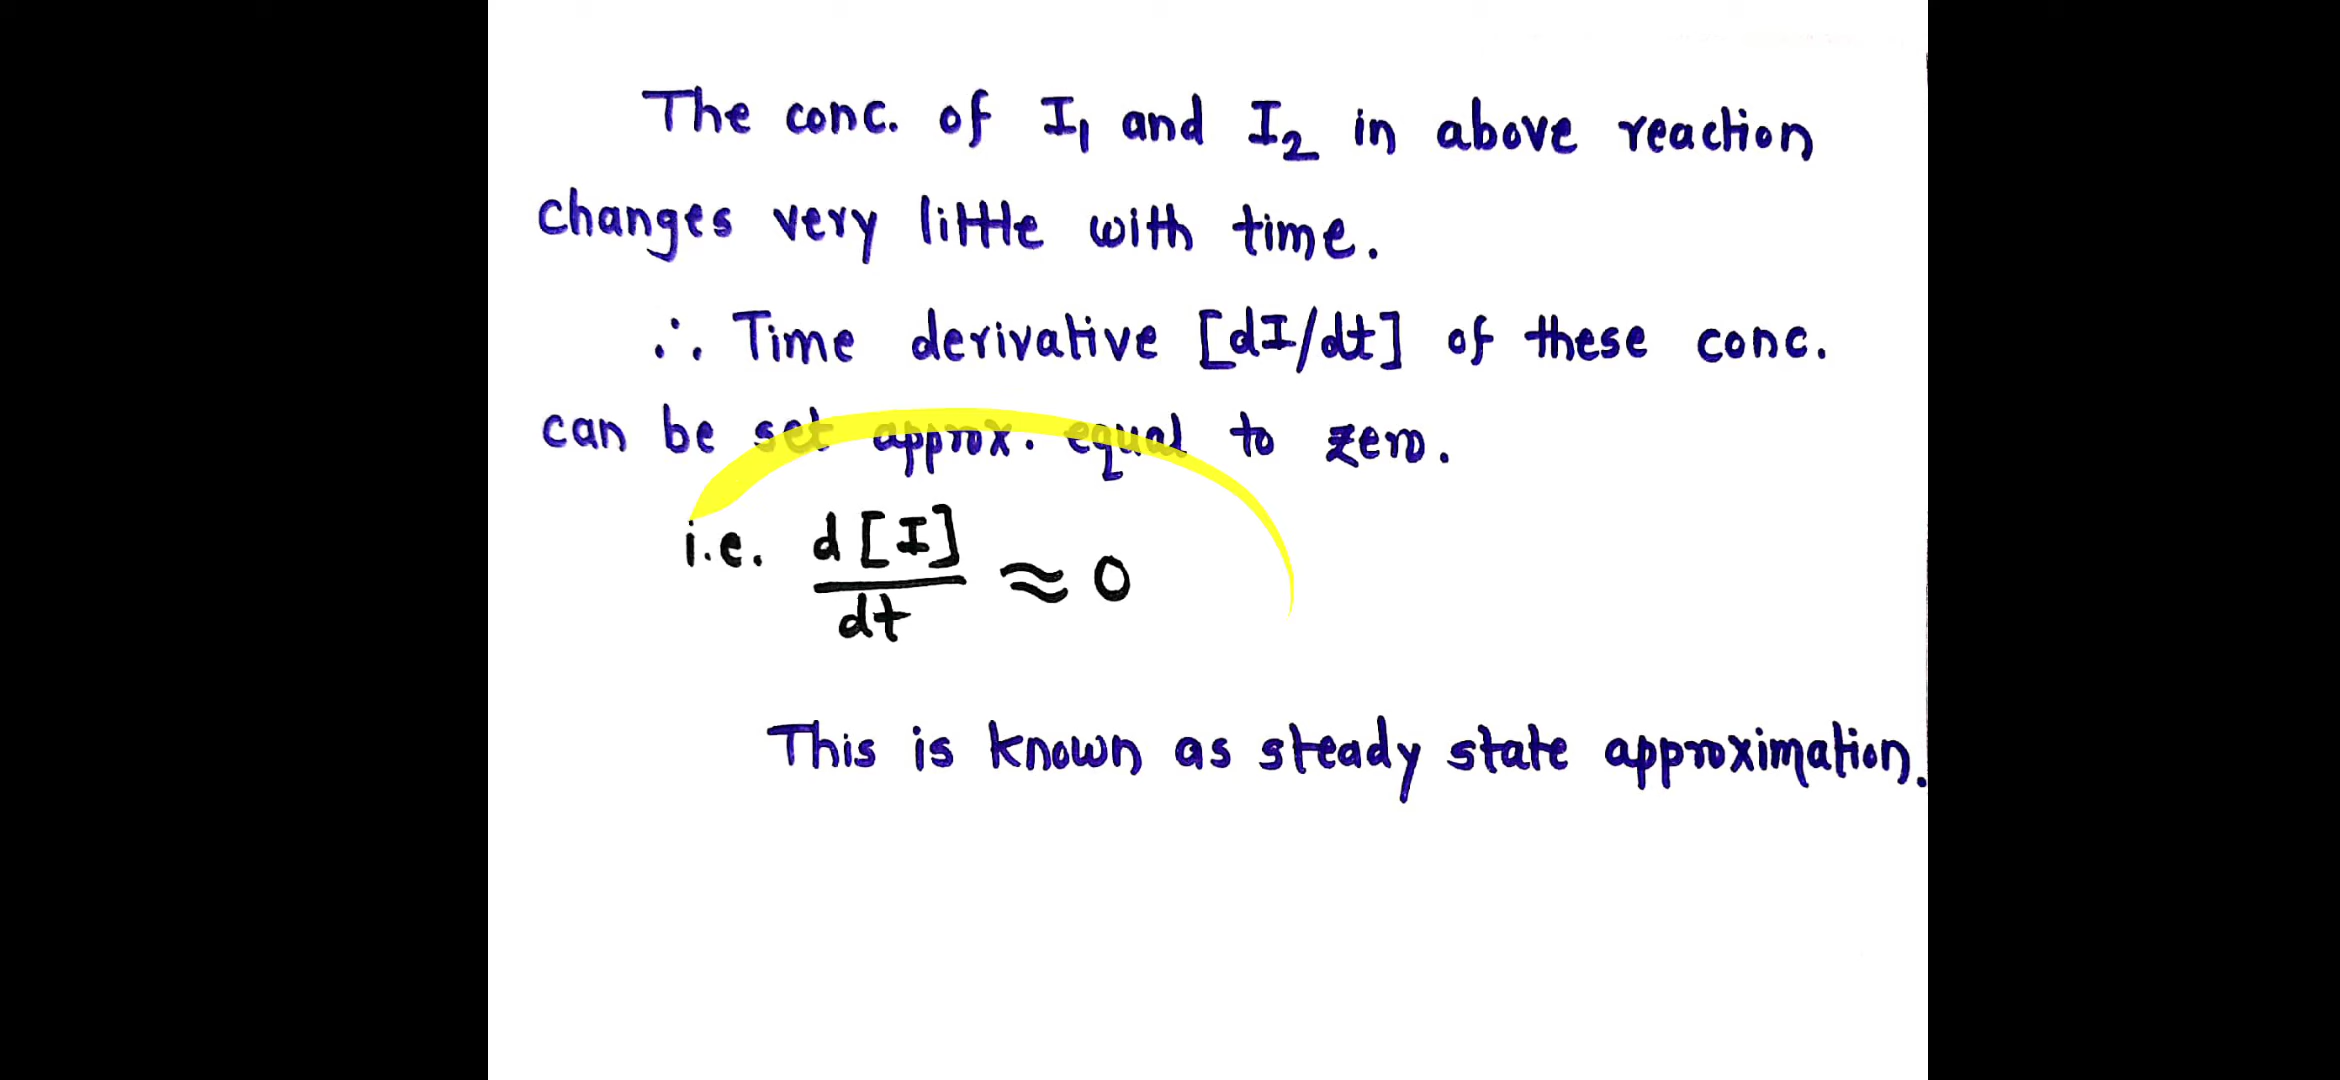 The conc. of I₁ and I₂ in above reaction
changes very little with time.
∴ Time derivative [dI/dt] of these conc.
can be set approx. equal to zero.
i.e. d[I]/dt ≈ 0
This is known as steady state approximation.